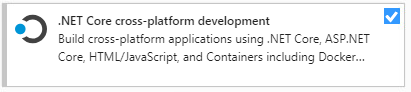 .NET Core cross-platform development
Build cross-platform applications using .NET Core, ASP.NET
Core, HTML/JavaScript, and Containers including Docker...